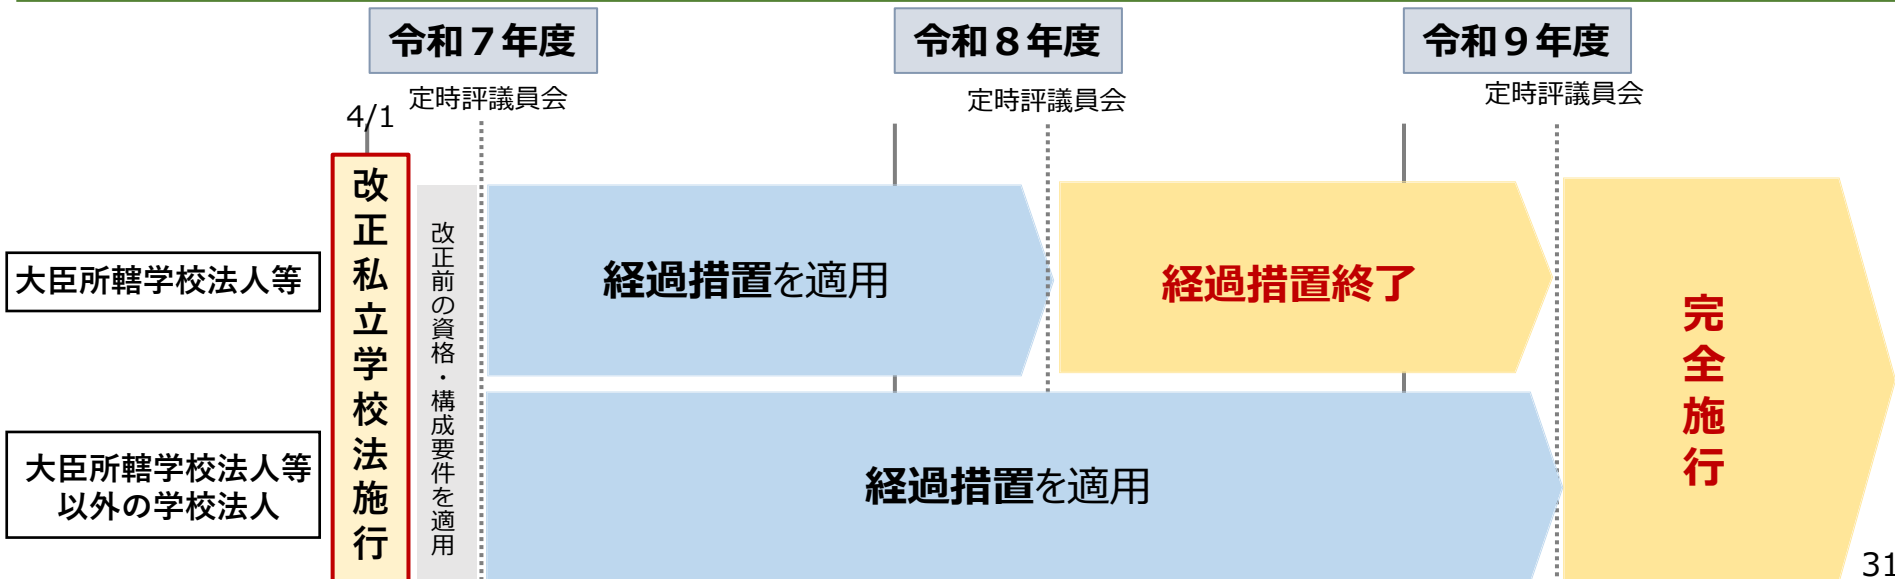 令和７年度
令和８年度
令和９年度
定時評議員会
定時評議員会
定時評議員会
4/1
改正私立学校法施行
改正前の資格・構成要件を適用
大臣所轄学校法人等
経過措置を適用
経過措置終了
完全施行
大臣所轄学校法人等
以外の学校法人
経過措置を適用
31